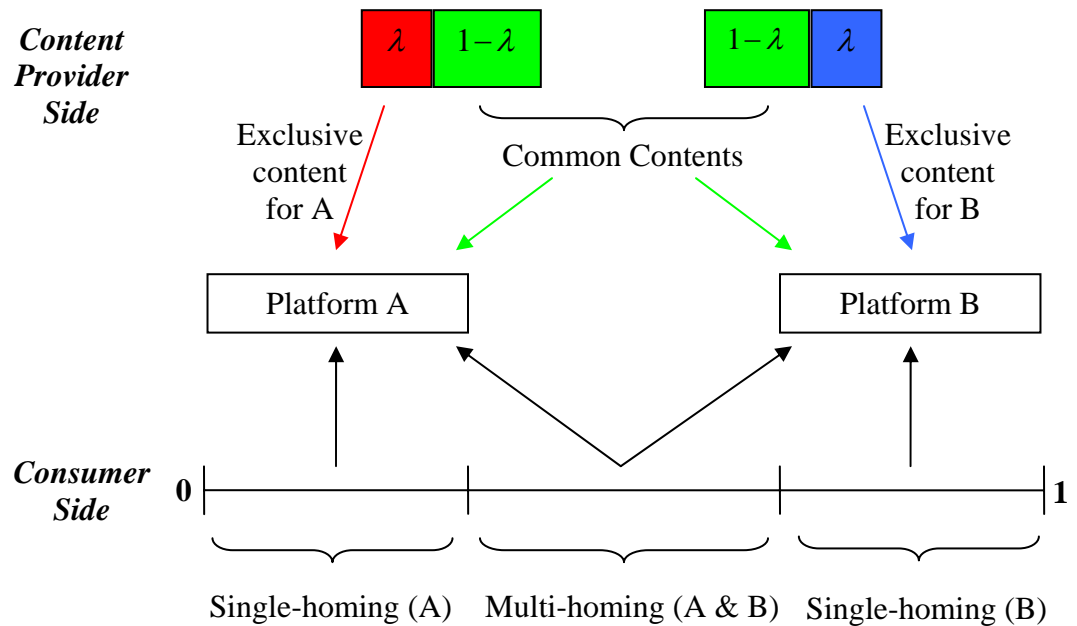 Content
Provider
Side
λ
1 − λ
1 − λ
λ
Exclusive
content
for A
Common Contents
Exclusive
content
for B
Platform A
Platform B
Consumer
Side
0
1
Single-homing (A)
Multi-homing (A & B)
Single-homing (B)